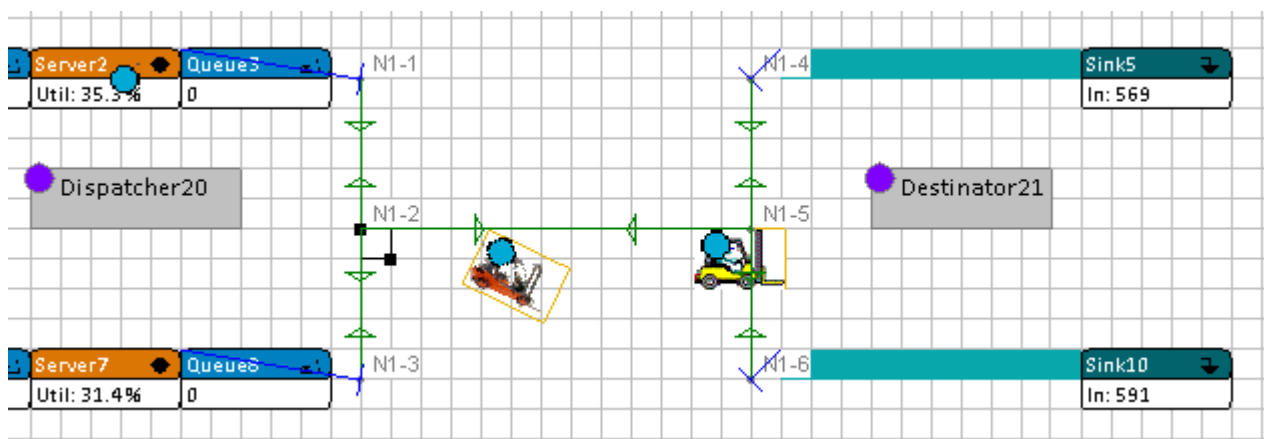 Server2
Queue3
N1-1
N1-4
Sink5
Util: 35.3%
0
In: 569
Dispatcher20
Destinator21
N1-2
N1-5
Server7
Queue8
N1-3
N1-6
Sink10
Util: 31.4%
0
In: 591